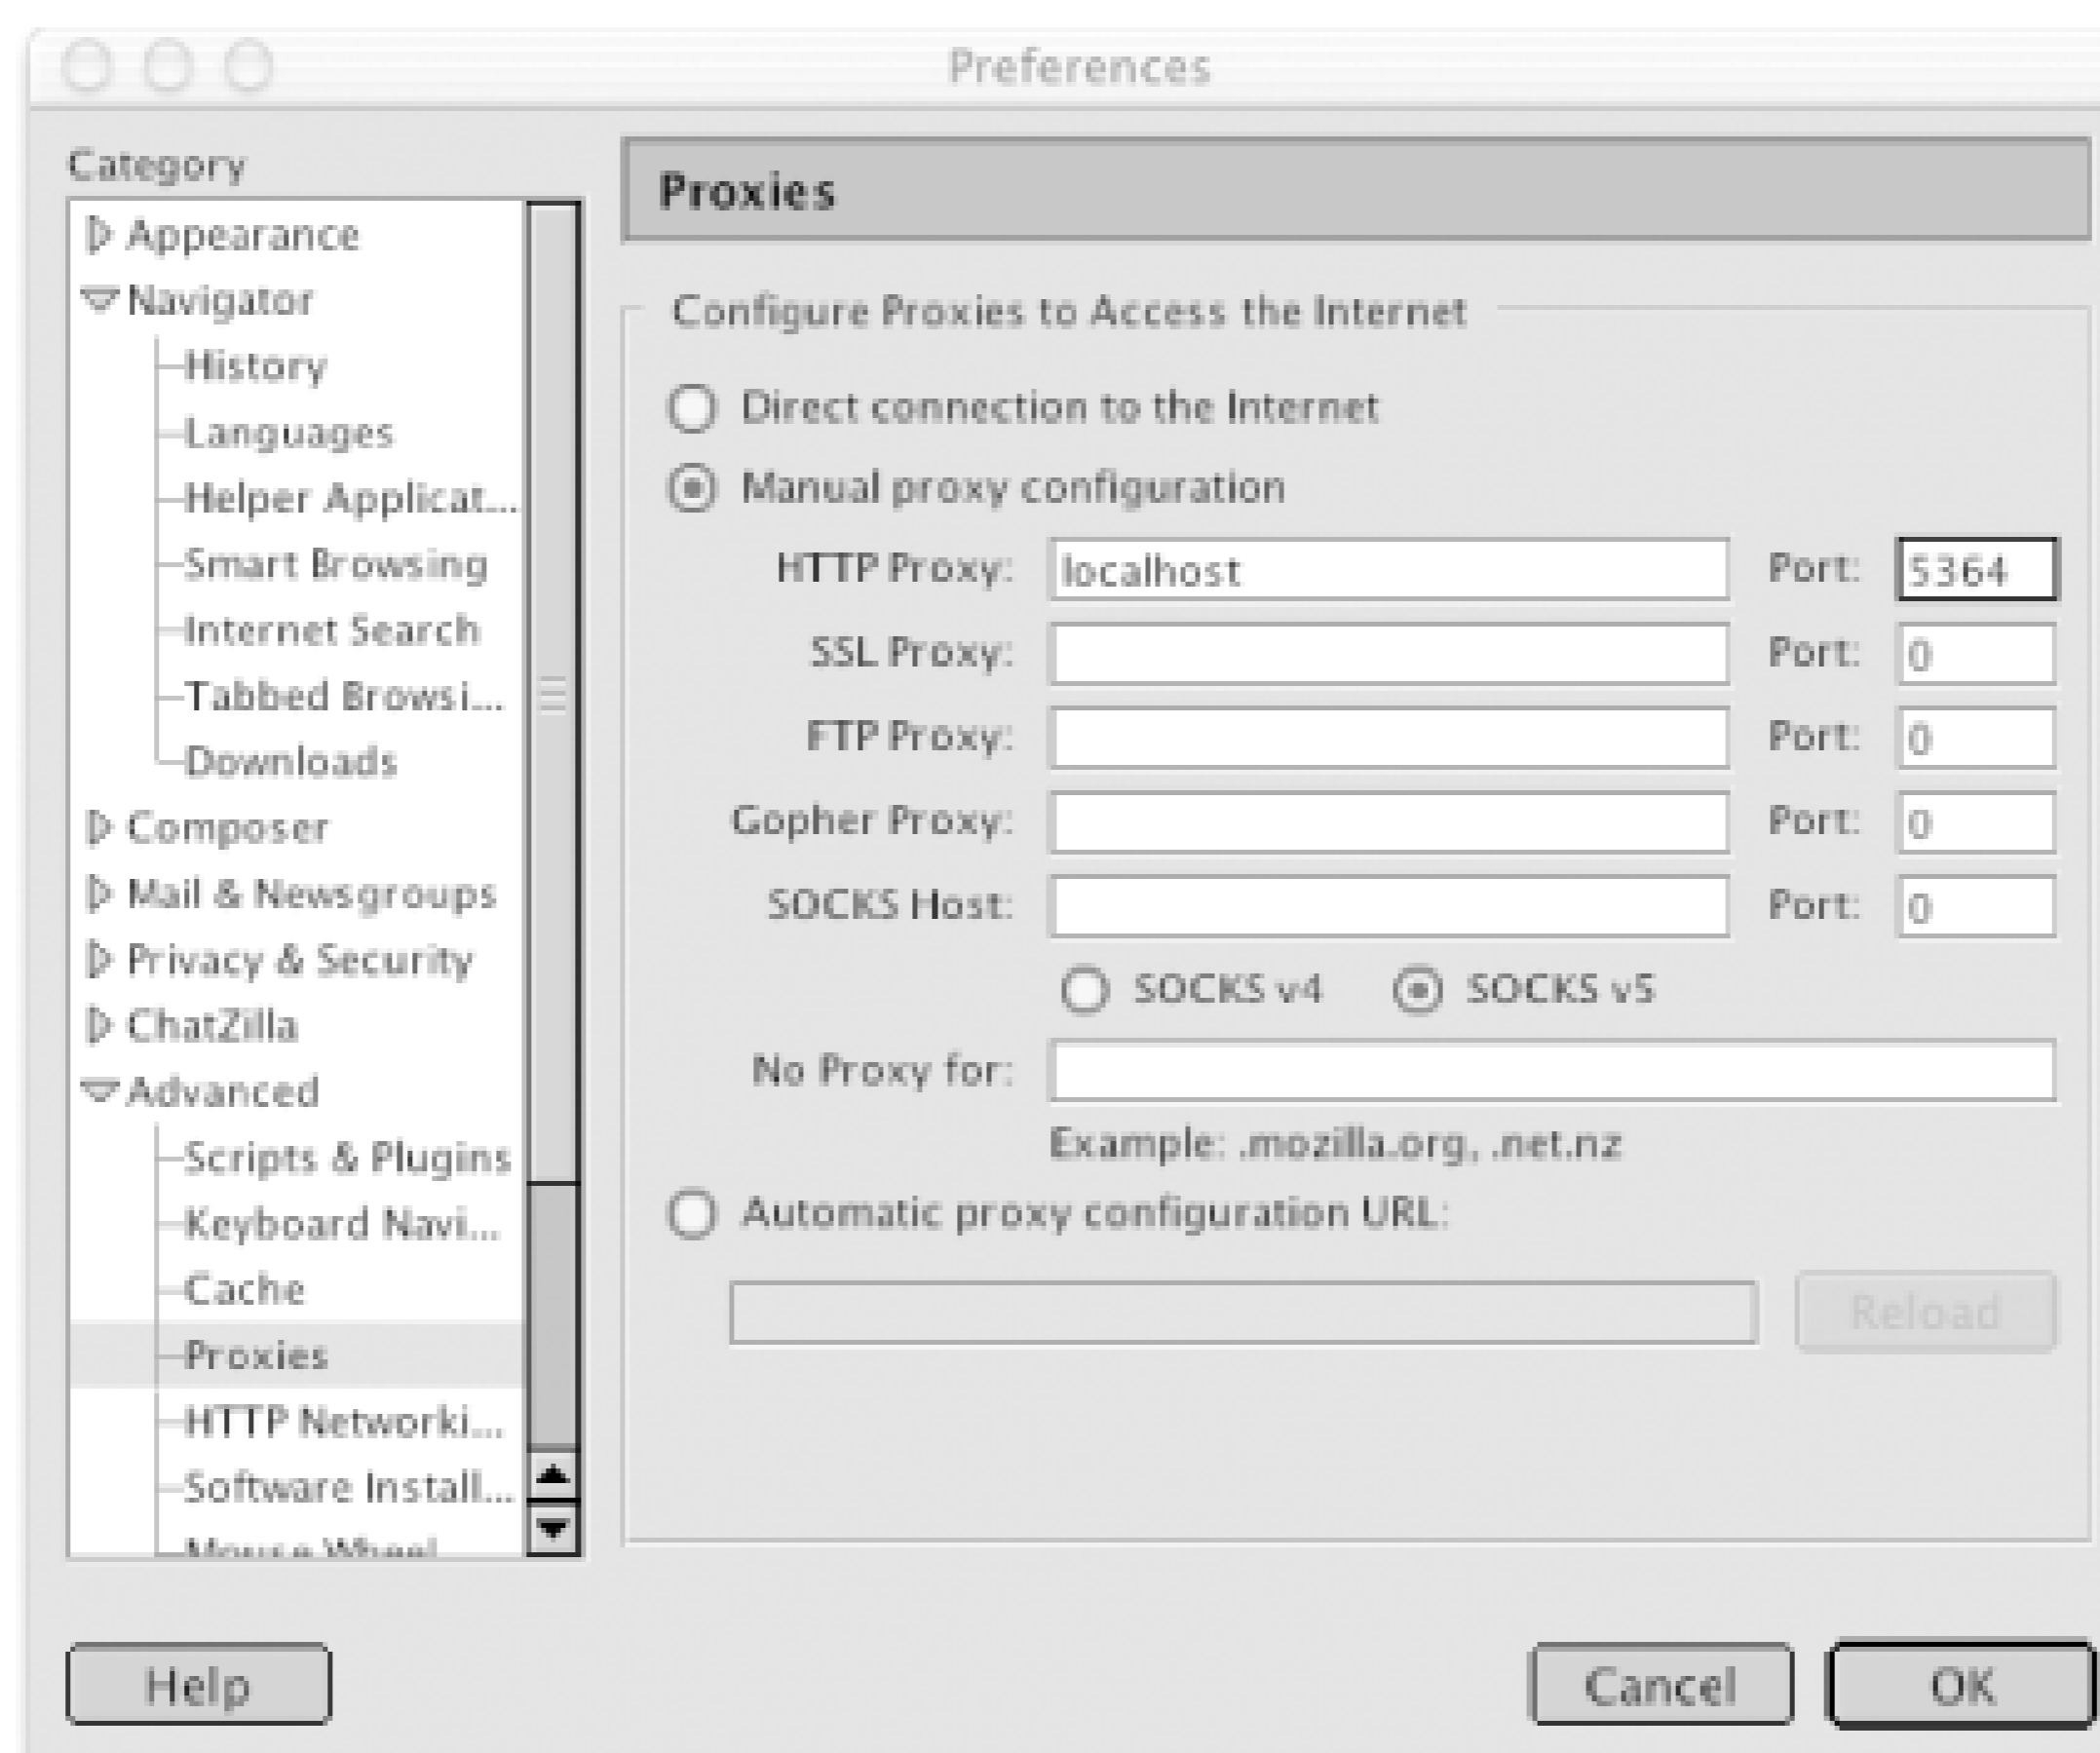 Preferences
Category
Appearance
Navigator
History
Languages
Helper Applicat...
Smart Browsing
Internet Search
Tabbed Browsi...
Downloads
Composer
Mail & Newsgroups
Privacy & Security
ChatZilla
Advanced
Scripts & Plugins
Keyboard Navi...
Cache
Proxies
HTTP Networki...
Software Install...
Mouse Wheel
Proxies
Configure Proxies to Access the Internet
Direct connection to the Internet
Manual proxy configuration
HTTP Proxy: localhost Port: 5364
SSL Proxy: Port: 0
FTP Proxy: Port: 0
Gopher Proxy: Port: 0
SOCKS Host: Port: 0
SOCKS v4 SOCKS v5
No Proxy for:
Example: .mozilla.org, .net.nz
Automatic proxy configuration URL:
Reload
Help Cancel OK